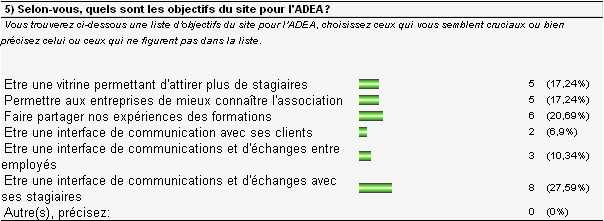 5) Selon-vous, quels sont les objectifs du site pour l'ADEA?
Vous trouverez ci-dessous une liste d'objectifs du site pour l'ADEA, choisissez ceux qui vous semblent cruciaux ou bien
précisez celui ou ceux qui ne figurent pas dans la liste.
Etre une vitrine permettant d'attirer plus de stagiaires 5 (17,24%)
Permettre aux entreprises de mieux connaître l'association 5 (17,24%)
Faire partager nos expériences des formations 6 (20,69%)
Etre une interface de communication avec ses clients 2 (6,9%)
Etre une interface de communications et d'échanges entre
employés 3 (10,34%)
Etre une interface de communications et d'échanges avec
ses stagiaires 8 (27,59%)
Autre(s), précisez: 0 (0%)